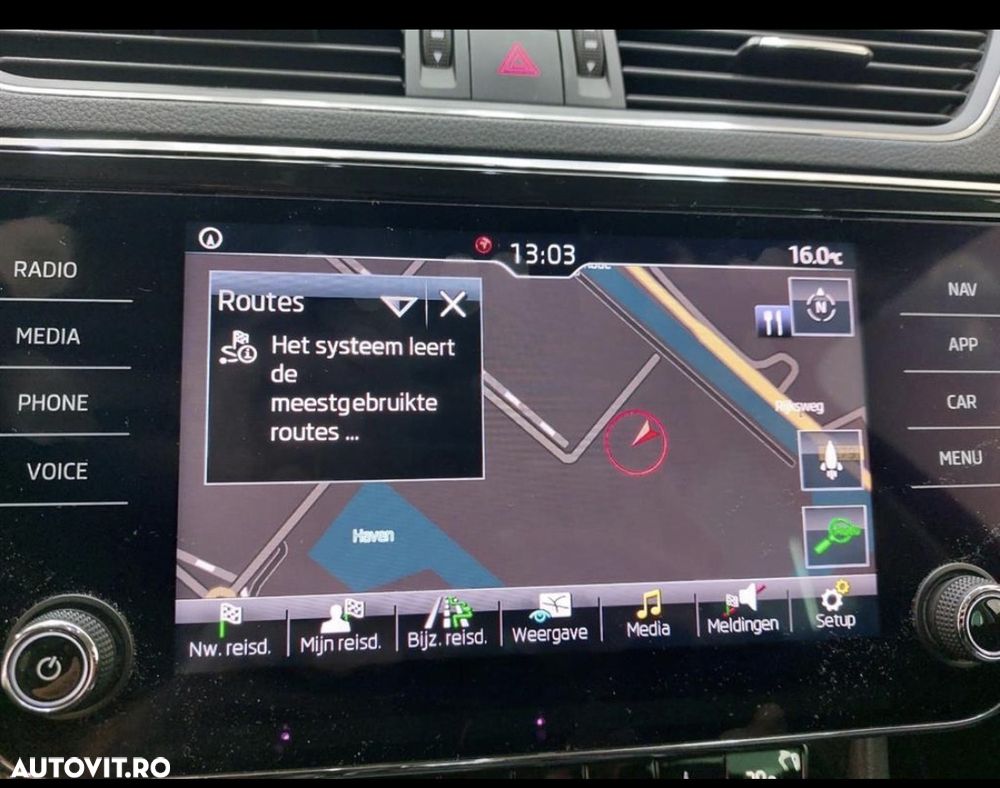 RADIO
MEDIA
PHONE
VOICE
NAV
APP
CAR
MENU
13:03
16.0°C
Routes
Het systeem leert
de
meestgebruikte
routes ...
N
Rijksweg
Haven
Nw. reisd.
Mijn reisd.
Bijz. reisd.
Weergave
Media
Meldingen
Setup
AUTOVIT.RO